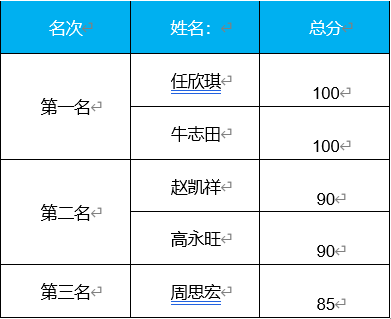 名次 姓名： 总分
第一名 任欣琪 100
牛志田 100
第二名 赵凯祥 90
高永旺 90
第三名 周思宏 85